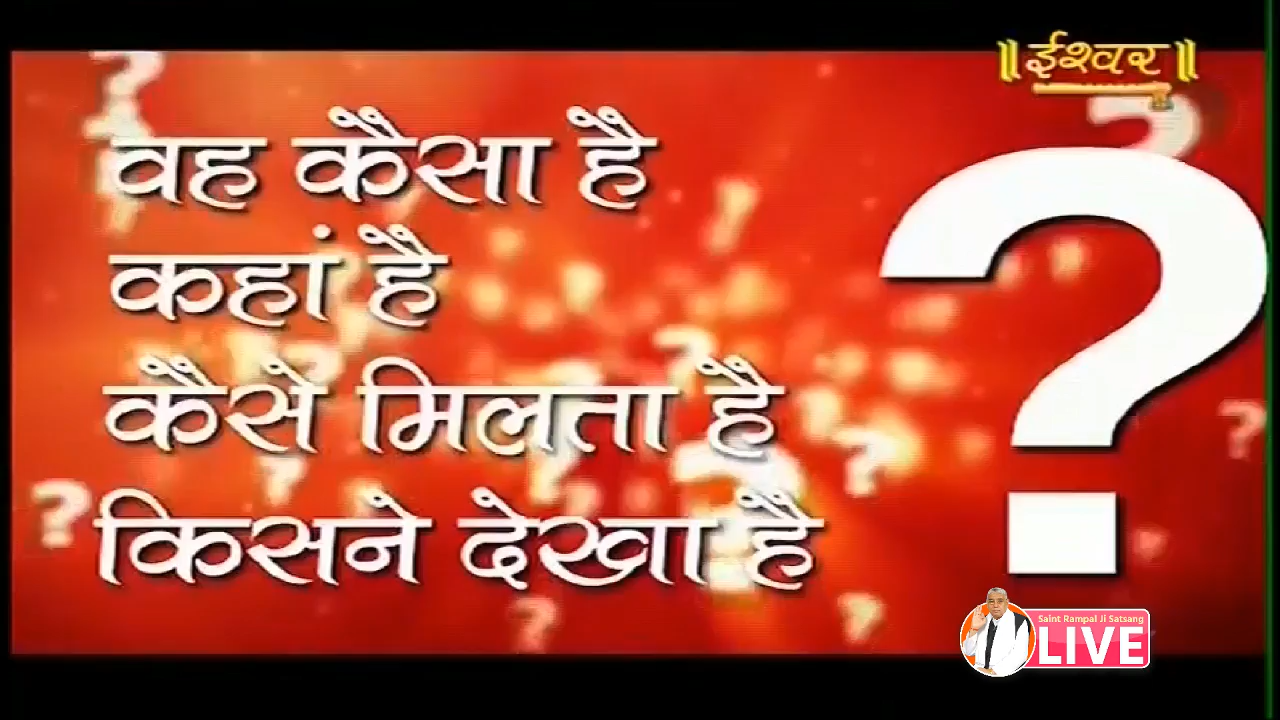 ॥ईश्वर॥
वह कैसा है
कहां है
कैसे मिलता है
किसने देखा है
?
Saint Rampal Ji Satsang
LIVE